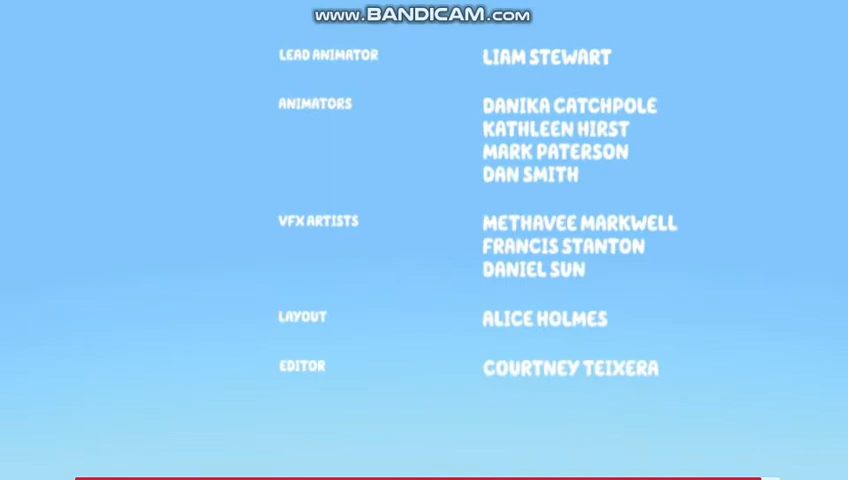 www.BANDICAM.com
LEAD ANIMATOR LIAM STEWART
ANIMATORS DANIKA CATCHPOLE
KATHLEEN HIRST
MARK PATERSON
DAN SMITH
VFX ARTISTS METHAVEE MARKWELL
FRANCIS STANTON
DANIEL SUN
LAYOUT ALICE HOLMES
EDITOR COURTNEY TEIXERA